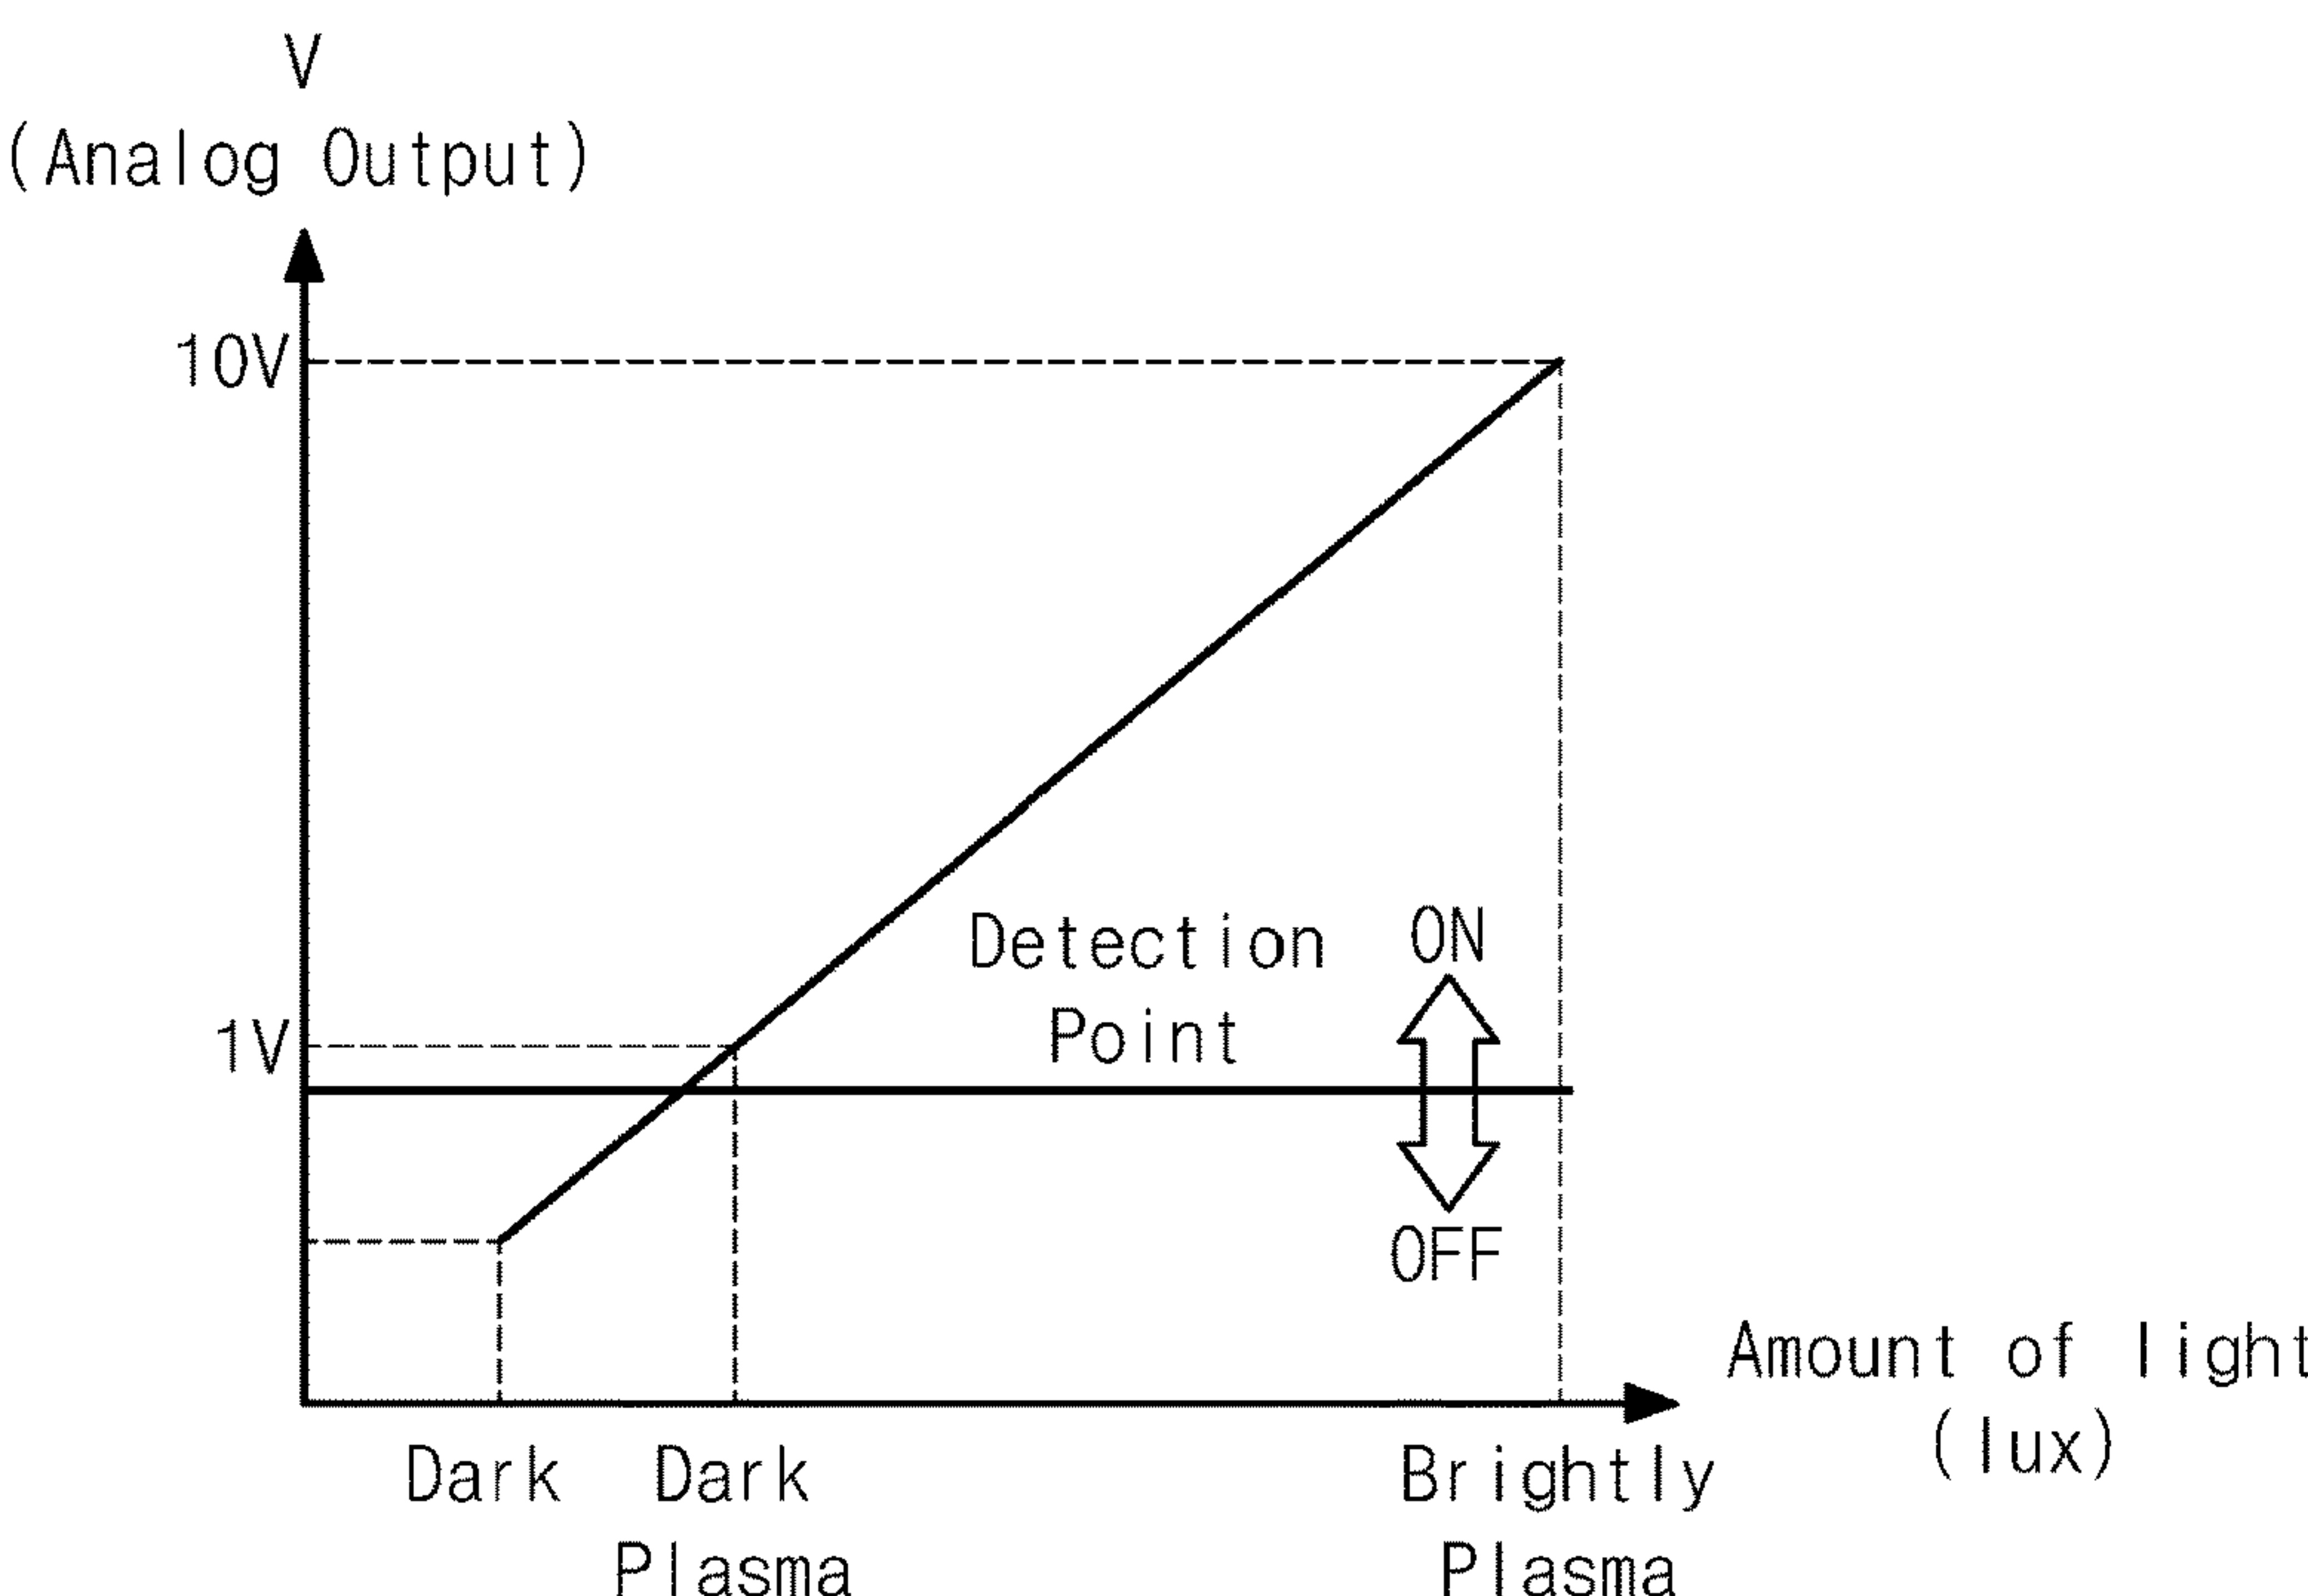 V
(Analog Output)
10V
Detection ON
1V Point
OFF
Amount of light
(lux)
Dark Dark Brightly
Plasma Plasma